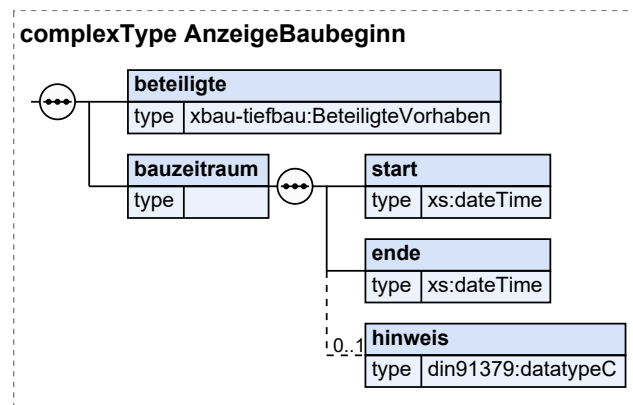 complexType AnzeigeBaubeginn
beteiligte
type xbau-tiefbau:BeteiligteVorhaben
bauzeitraum
type
start
type xs:dateTime
ende
type xs:dateTime
0..1
hinweis
type din91379:datatypeC